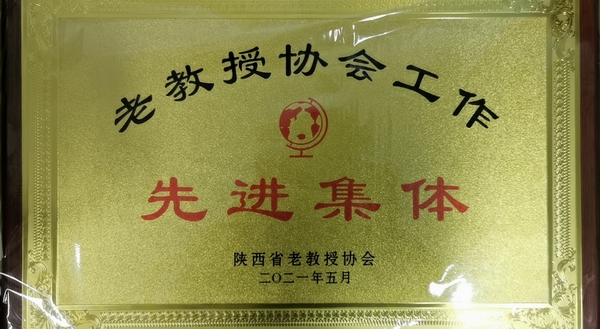 老教授协会工作
先进集体
陕西省老教授协会
二〇二一年五月